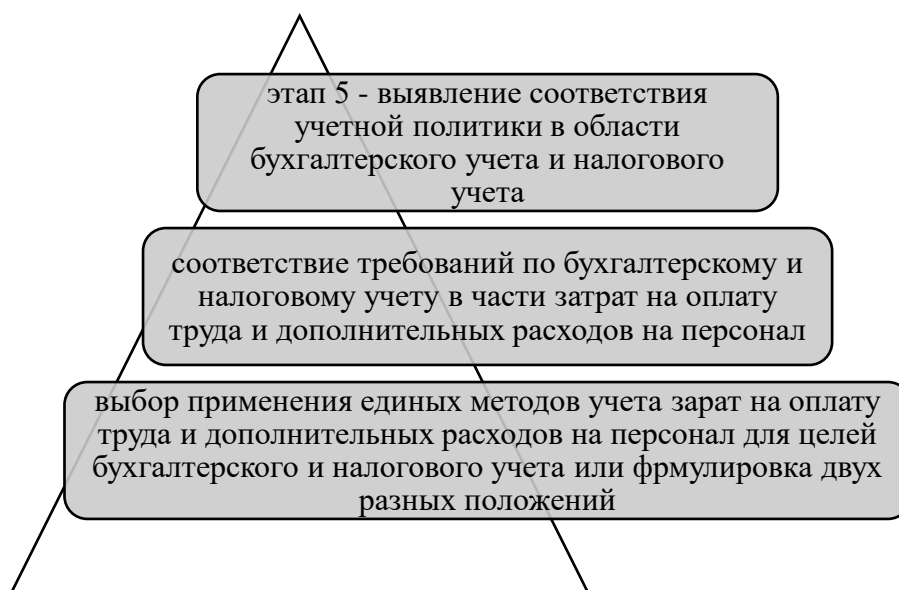 этап 5 - выявление соответствия
учетной политики в области
бухгалтерского учета и налогового
учета
соответствие требований по бухгалтерскому и
налоговому учету в части затрат на оплату
труда и дополнительных расходов на персонал
выбор применения единых методов учета зарат на оплату
труда и дополнительных расходов на персонал для целей
бухгалтерского и налогового учета или фрмулировка двух
разных положений